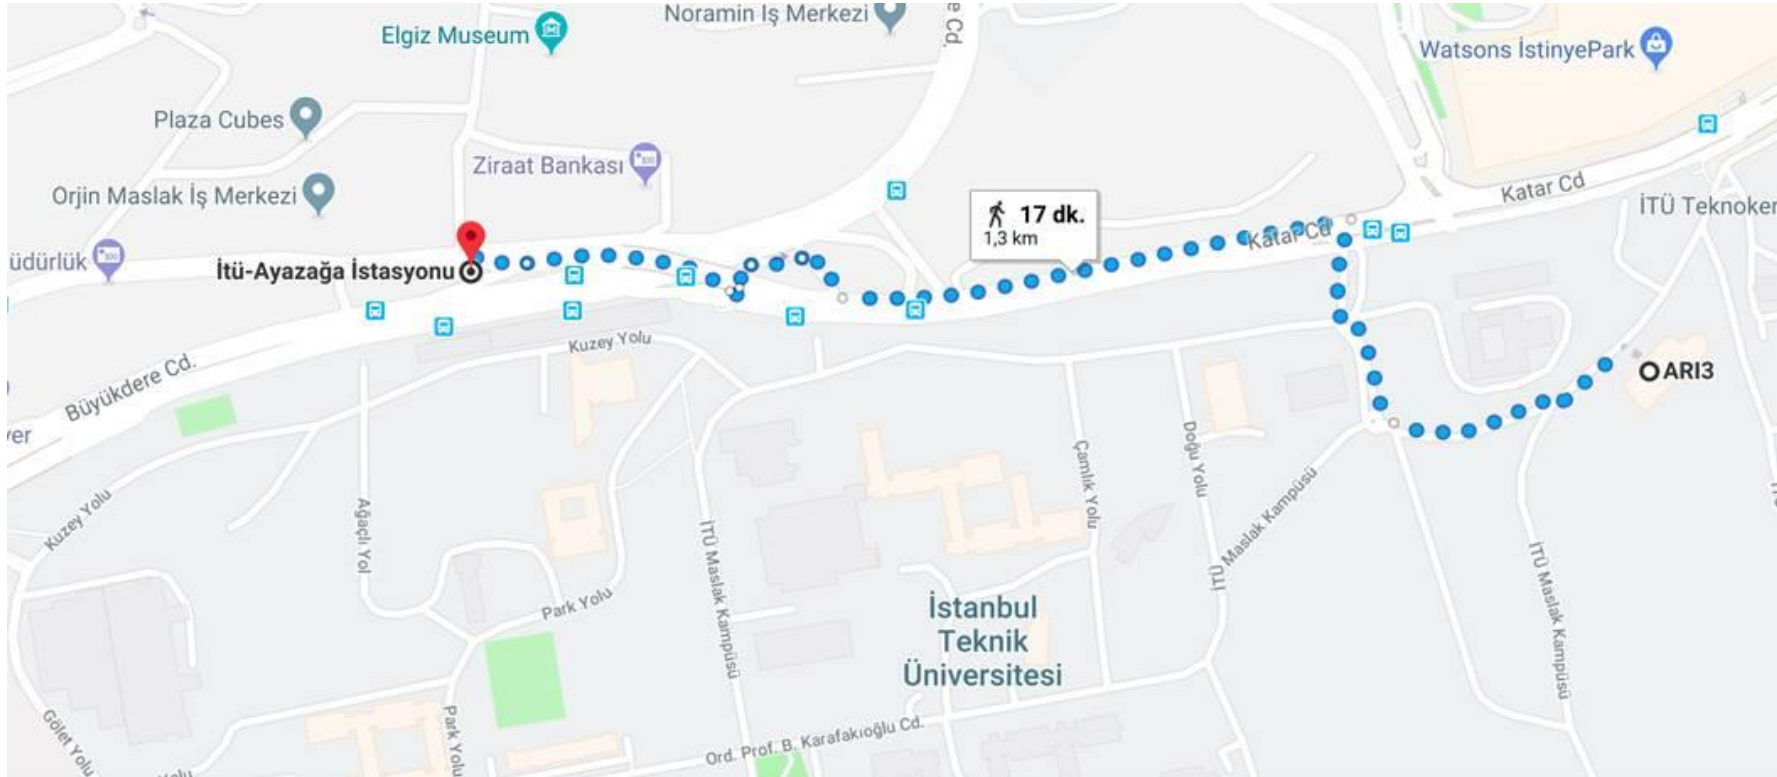 Noramin İş Merkezi
e Cd.
Elgiz Museum
Watsons İstinyePark
Plaza Cubes
Ziraat Bankası
Orjin Maslak İş Merkezi
17 dk.
1,3 km
Katar Cd
Katar Cd
İTÜ Teknoker
üdürlük
İtü-Ayazağa İstasyonu
Büyükdere Cd.
Kuzey Yolu
ARI3
yer
Kuzey Yolu
Ağaçlı Yol
Çamlık Yolu
Doğu Yolu
İTÜ Maslak Kampüsü
İTÜ Maslak Kampüsü
İTÜ Maslak Kampüsü
Park Yolu
İstanbul
Teknik
Üniversitesi
Gölet Yolu
Park Yolu
Ord. Prof. B. Karafakıoğlu Cd.